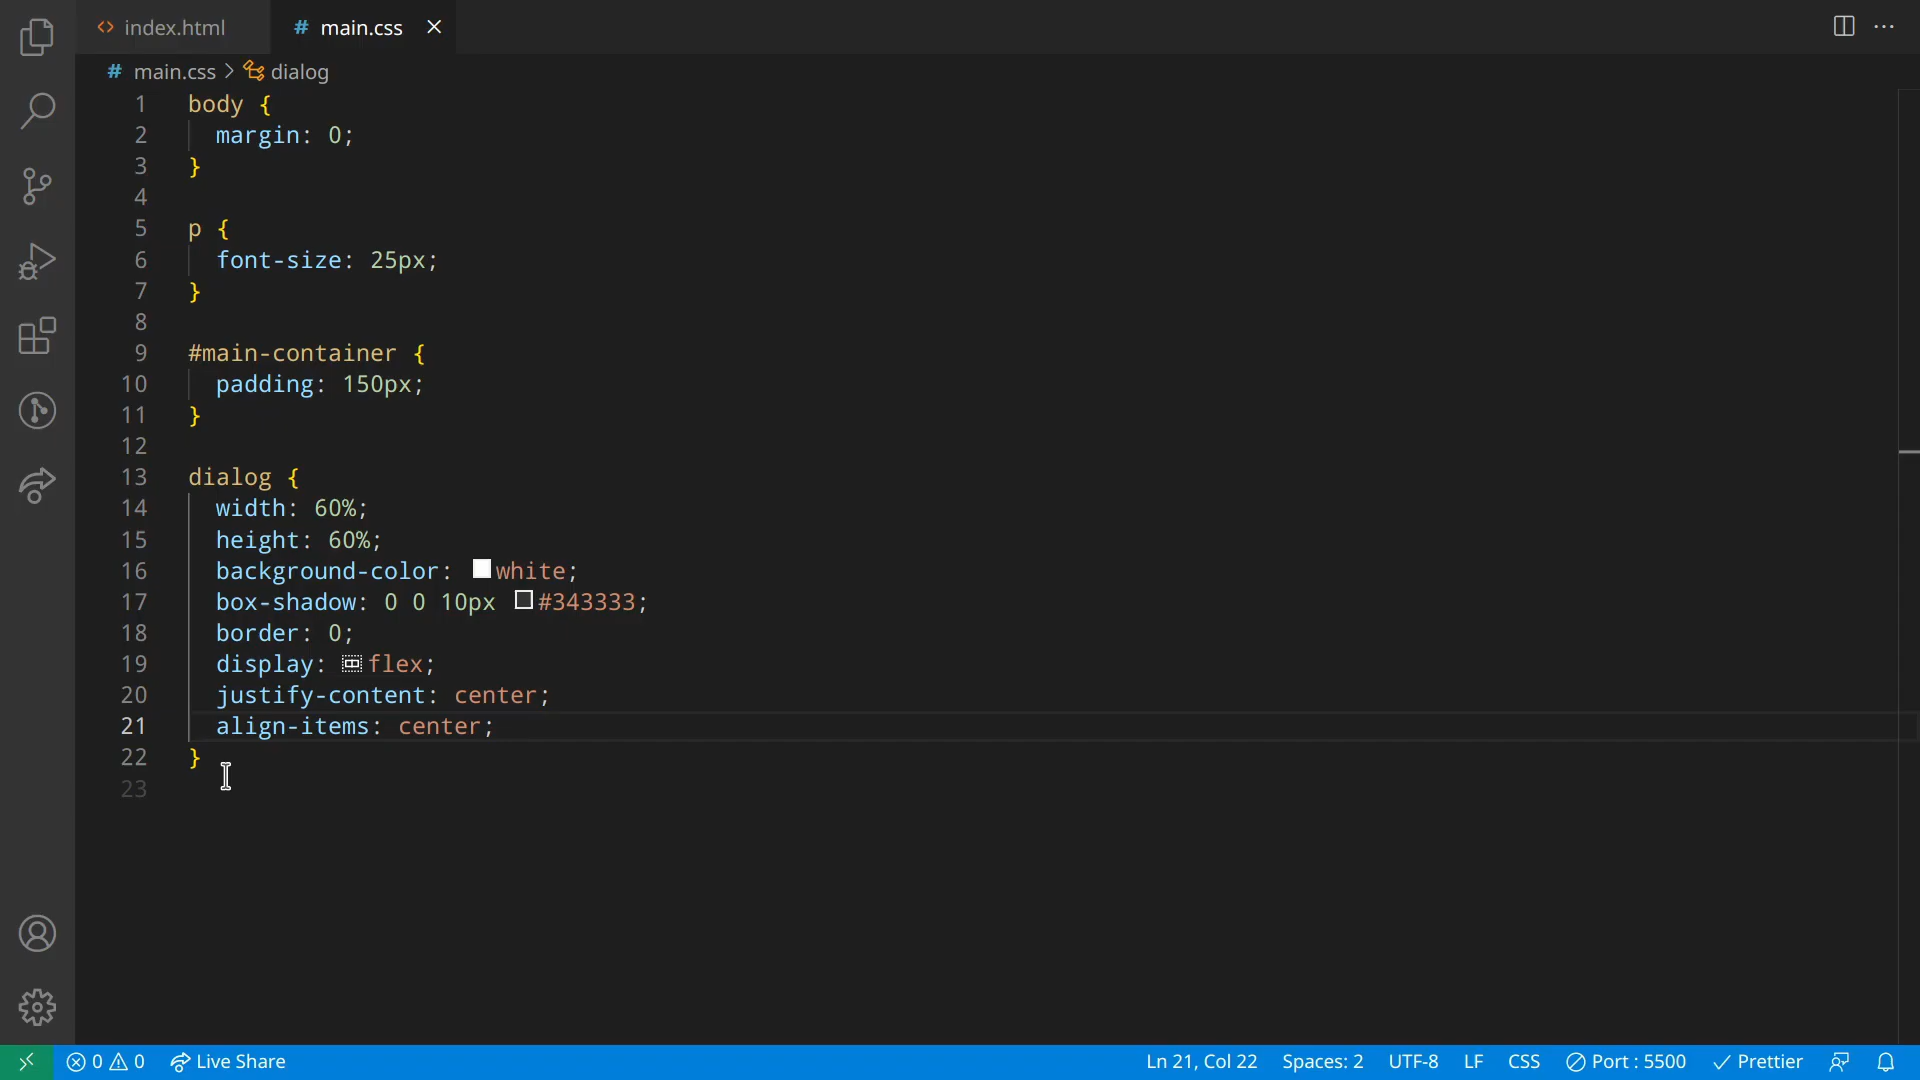 index.html
# main.css
# main.css > dialog
1 body {
2 margin: 0;
3 }
4
5 p {
6 font-size: 25px;
7 }
8
9 #main-container {
10 padding: 150px;
11 }
12
13 dialog {
14 width: 60%;
15 height: 60%;
16 background-color: white;
17 box-shadow: 0 0 10px #343333;
18 border: 0;
19 display: flex;
20 justify-content: center;
21 align-items: center;
22 }
23
0 0 Live Share Ln 21, Col 22 Spaces: 2 UTF-8 LF CSS Port : 5500 Prettier